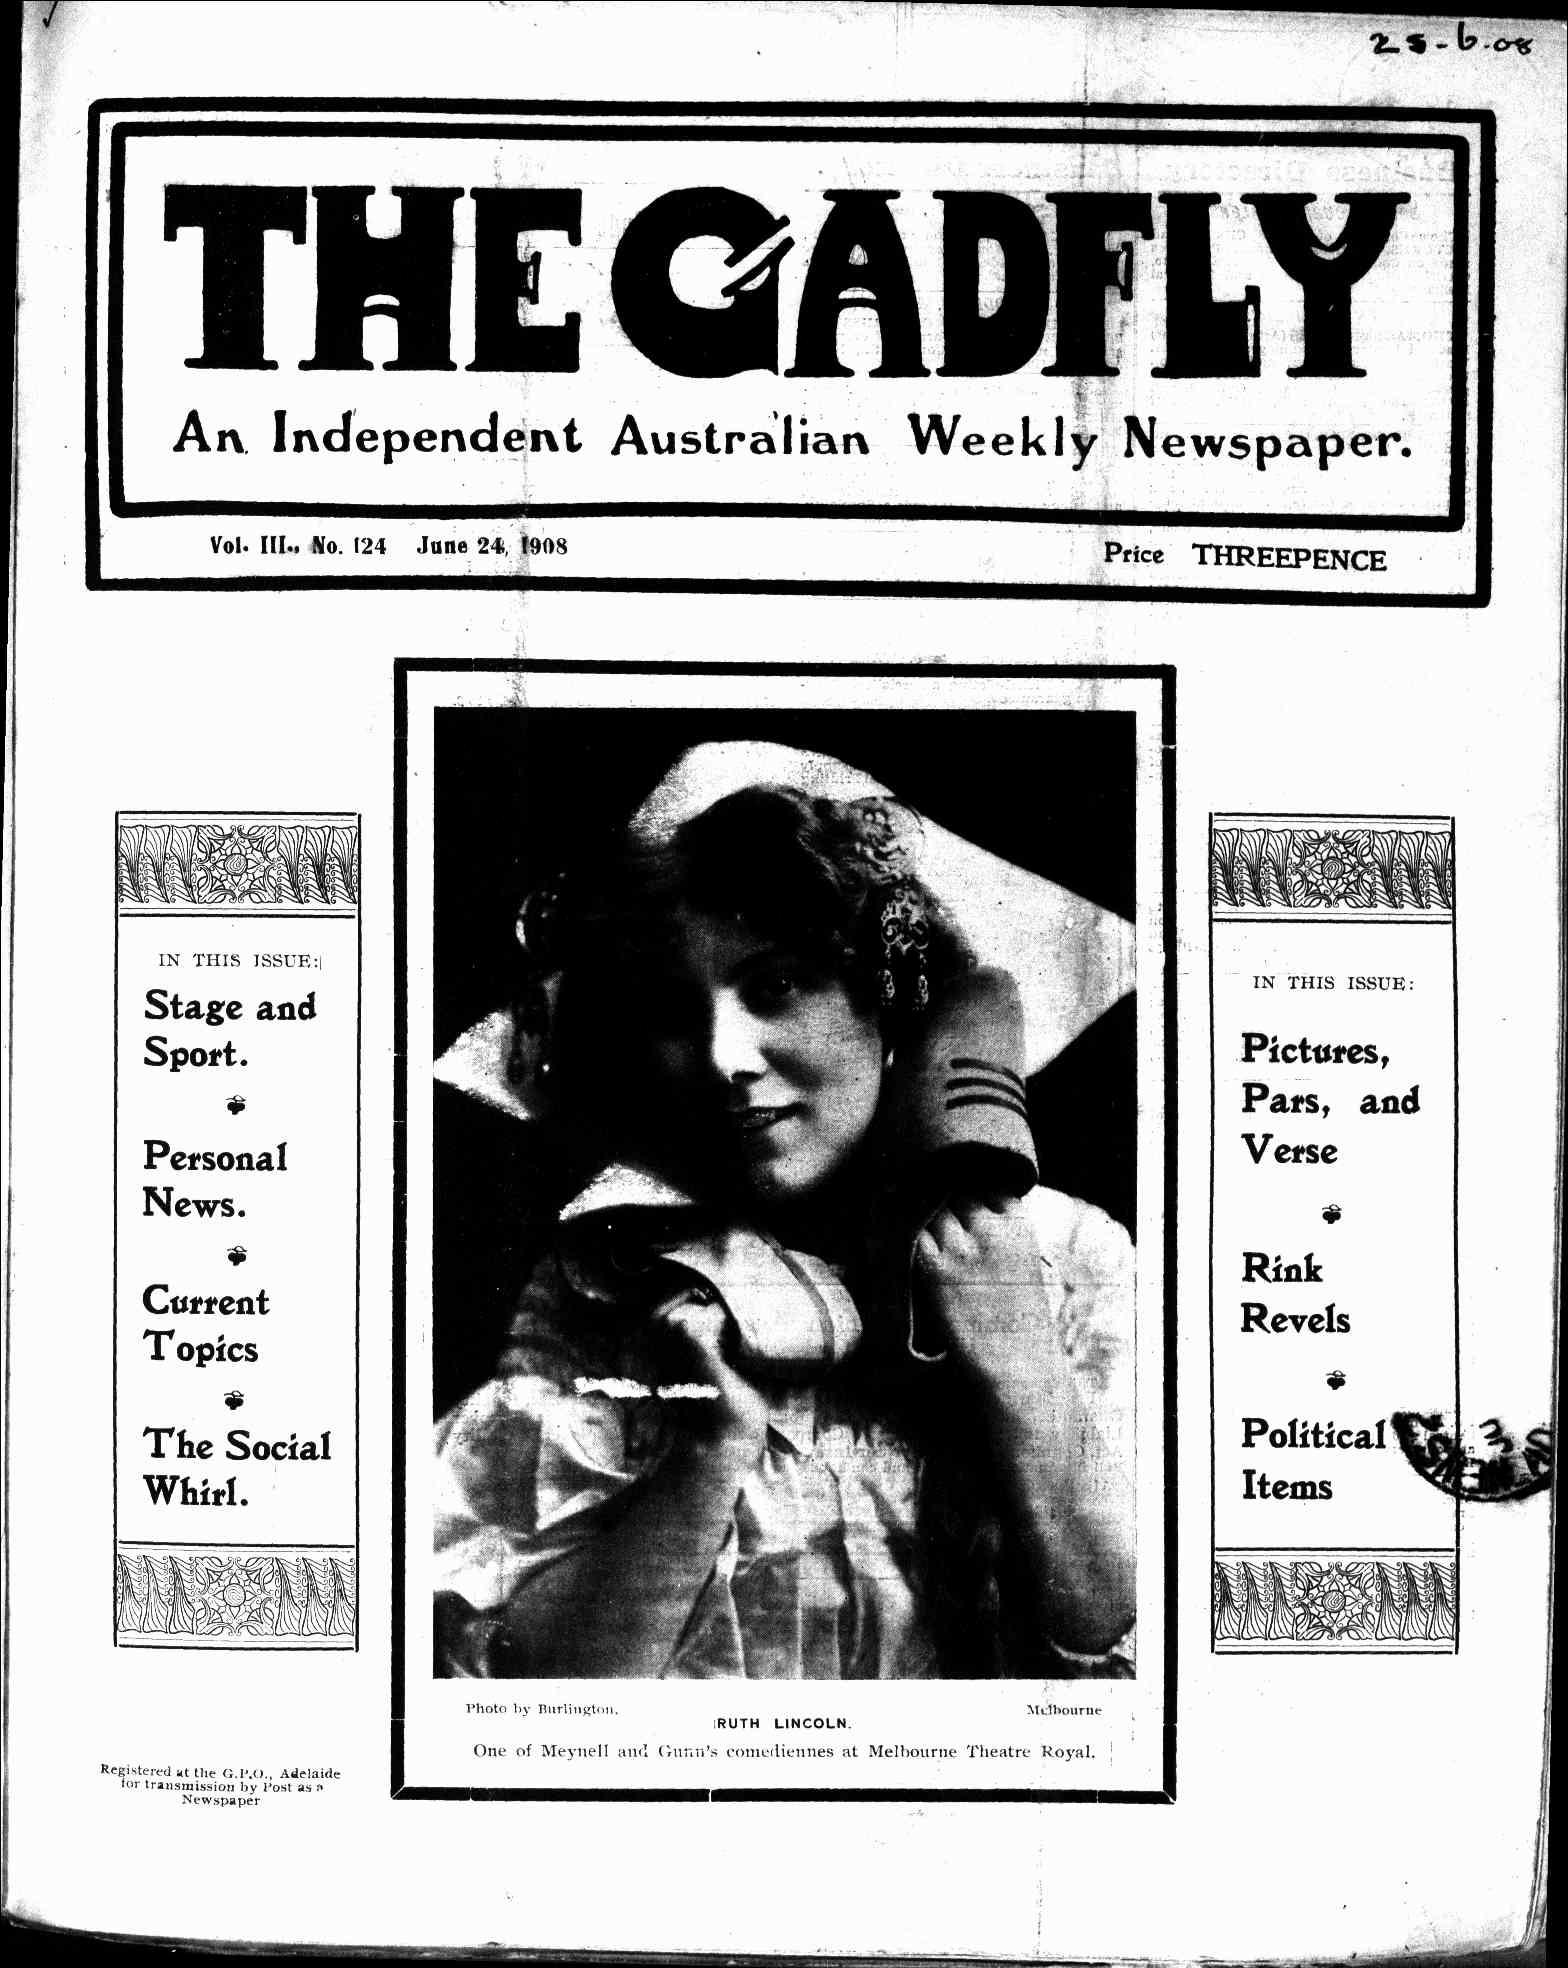 25-6-08
THE GADFLY
An Independent Australian Weekly Newspaper.
Vol. III., No. 124 June 24, 1908
Price THREEPENCE
IN THIS ISSUE:
Stage and
Sport.
Personal
News.
Current
Topics
The Social
Whirl.
IN THIS ISSUE:
Pictures,
Pars, and
Verse
Rink
Revels
Political
Items
Photo by Burlington, Melbourne
RUTH LINCOLN.
One of Meynell and Gunn's comediennes at Melbourne Theatre Royal.
Registered at the G.P.O., Adelaide
for transmission by Post as a
Newspaper